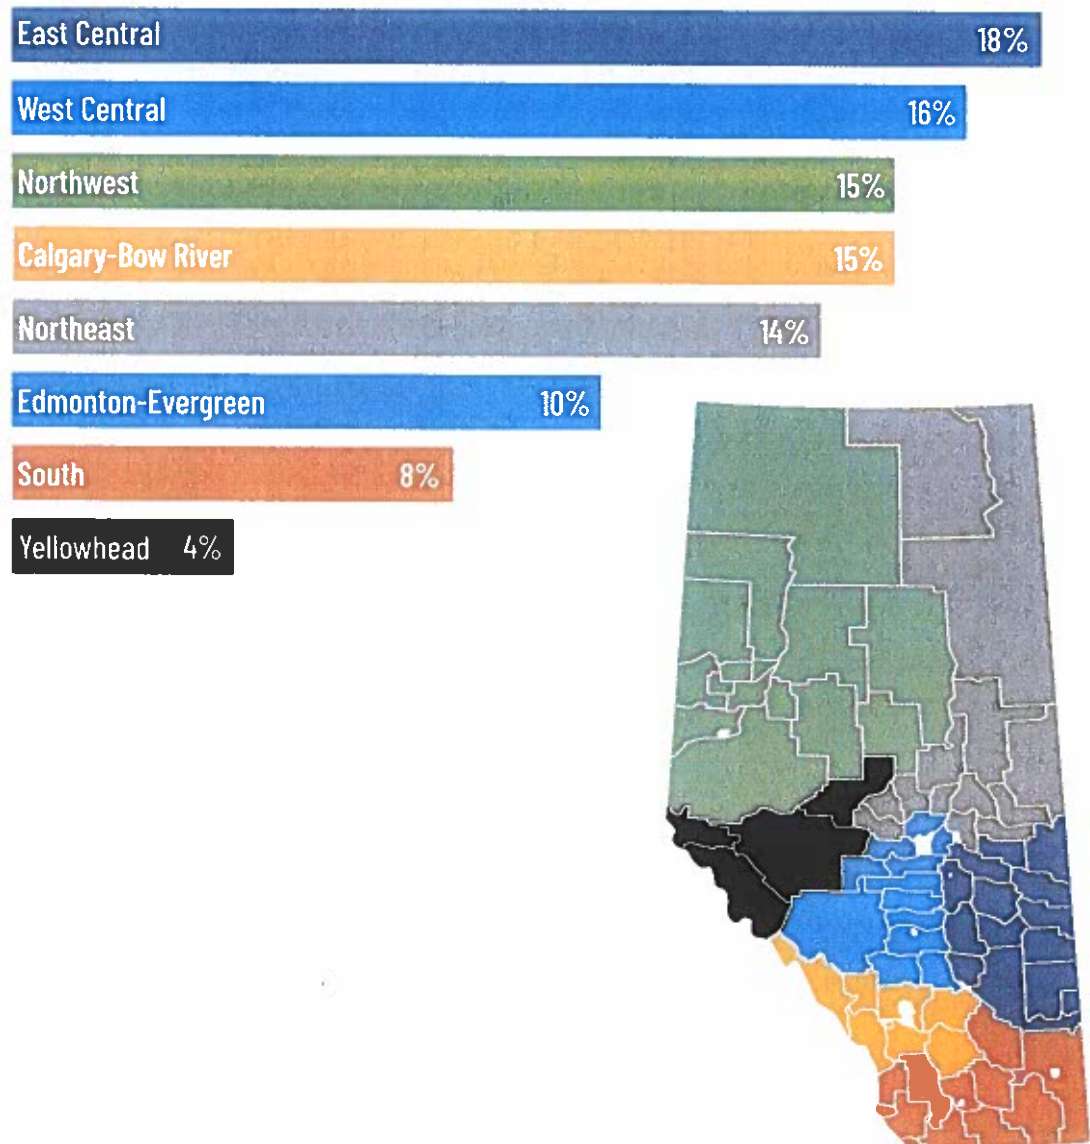 East Central 18%
West Central 16%
Northwest 15%
Calgary-Bow River 15%
Northeast 14%
Edmonton-Evergreen 10%
South 8%
Yellowhead 4%